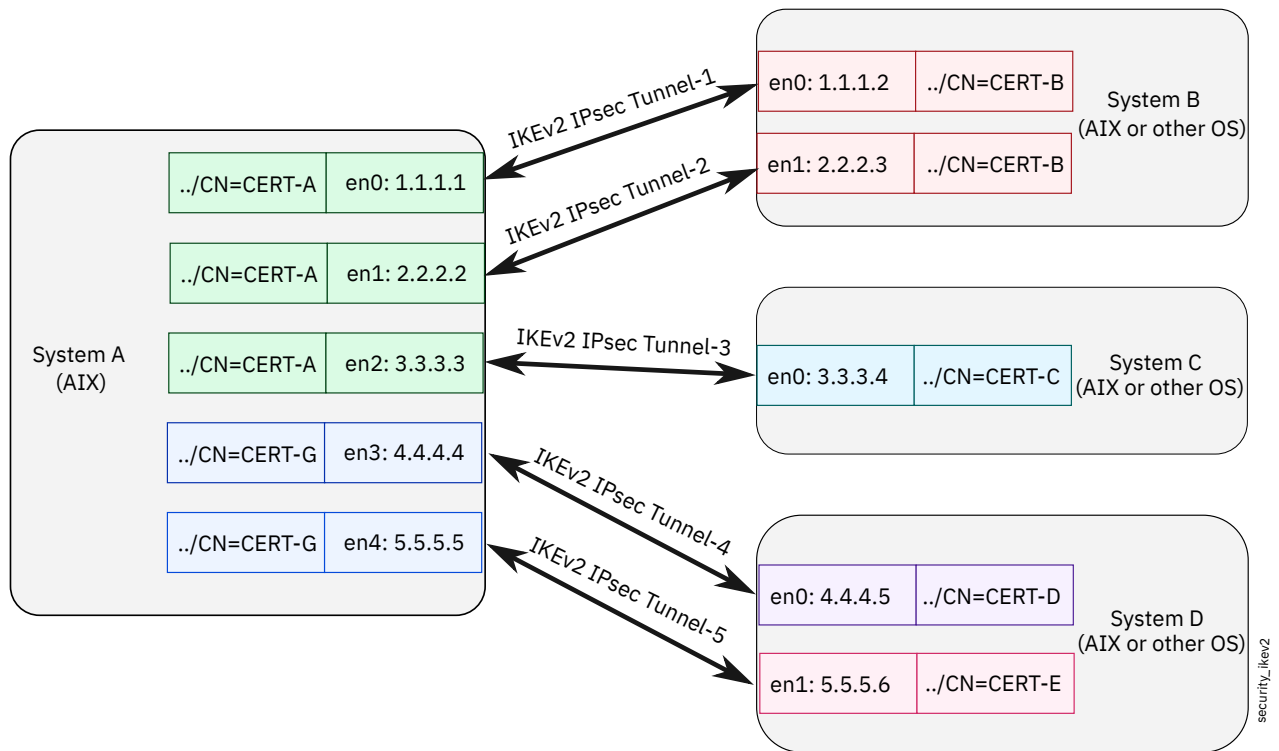 System A
(AIX)
../CN=CERT-A en0: 1.1.1.1
../CN=CERT-A en1: 2.2.2.2
../CN=CERT-A en2: 3.3.3.3
../CN=CERT-G en3: 4.4.4.4
../CN=CERT-G en4: 5.5.5.5
IKEv2 IPsec Tunnel-1
IKEv2 IPsec Tunnel-2
IKEv2 IPsec Tunnel-3
IKEv2 IPsec Tunnel-4
IKEv2 IPsec Tunnel-5
en0: 1.1.1.2 ../CN=CERT-B
en1: 2.2.2.3 ../CN=CERT-B
System B
(AIX or other OS)
en0: 3.3.3.4 ../CN=CERT-C
System C
(AIX or other OS)
en0: 4.4.4.5 ../CN=CERT-D
en1: 5.5.5.6 ../CN=CERT-E
System D
(AIX or other OS)
security_ikev2